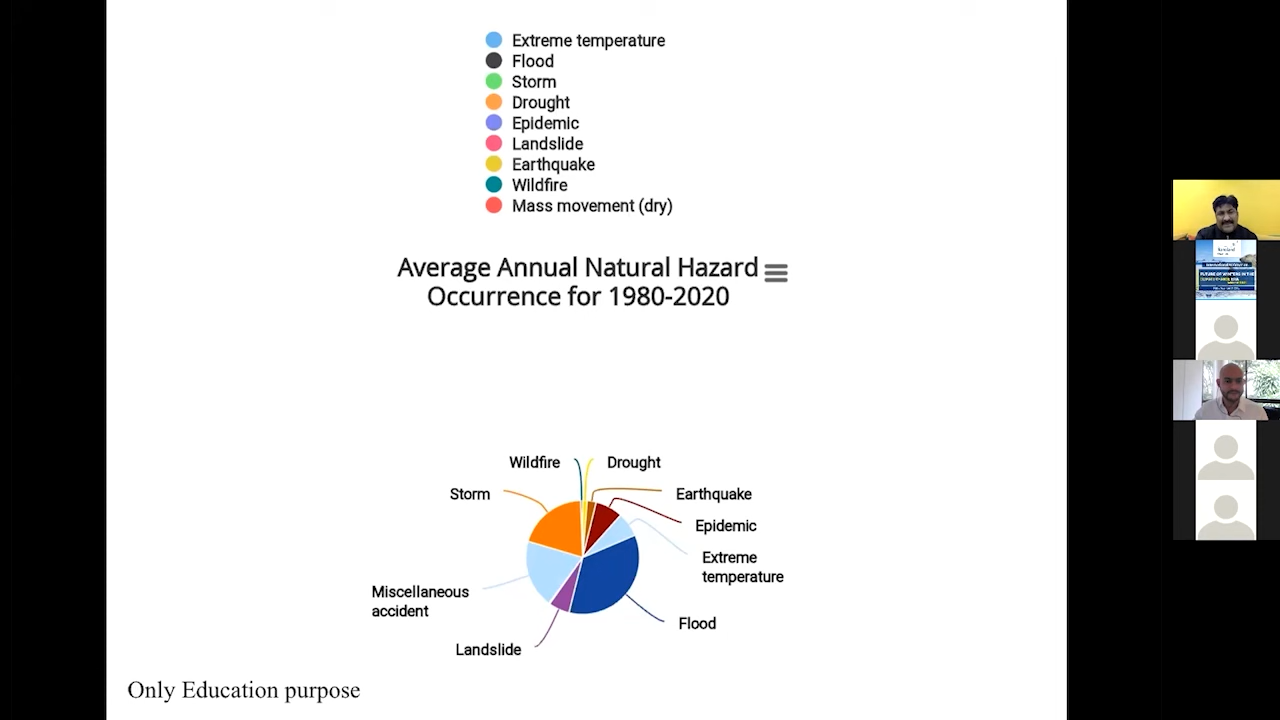 Extreme temperature
Flood
Storm
Drought
Epidemic
Landslide
Earthquake
Wildfire
Mass movement (dry)
Average Annual Natural Hazard
Occurrence for 1980-2020
Wildfire
Drought
Storm
Earthquake
Epidemic
Extreme
temperature
Miscellaneous
accident
Flood
Landslide
Only Education purpose